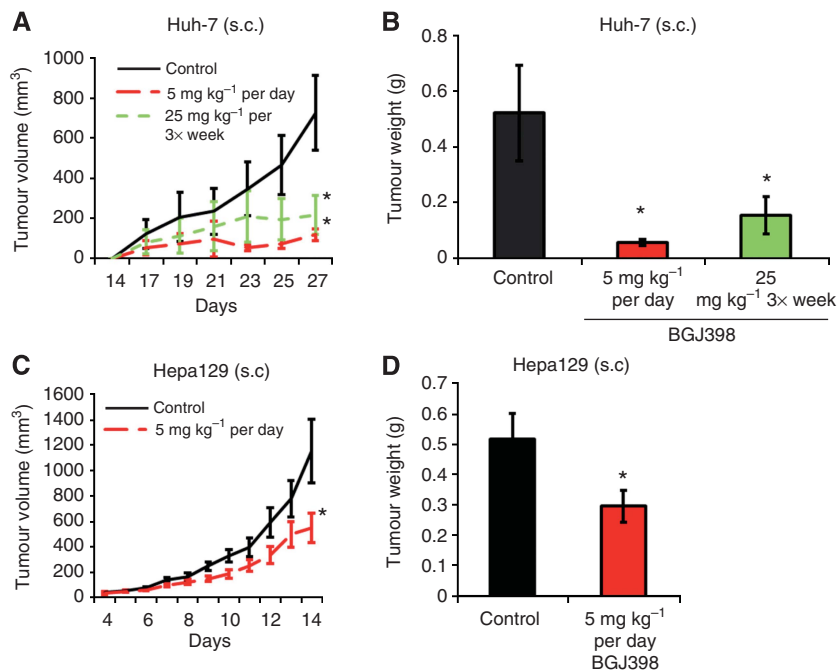 A
Huh-7 (s.c.)
Tumour volume (mm³)
1000
800
600
400
200
0
Control
5 mg kg⁻¹ per day
25 mg kg⁻¹ per
3× week
*
*
14 17 19 21 23 25 27
Days
B
Huh-7 (s.c.)
Tumour weight (g)
0.8
0.6
0.4
0.2
0
*
*
Control
5 mg kg⁻¹
per day
25
mg kg⁻¹ 3× week
BGJ398
C
Hepa129 (s.c)
Tumour volume (mm³)
1600
1400
1200
1000
800
600
400
200
0
Control
5 mg kg⁻¹ per day
*
4 6 8 10 12 14
Days
D
Hepa129 (s.c)
Tumour weight (g)
0.7
0.6
0.5
0.4
0.3
0.2
0.1
0
*
Control
5 mg kg⁻¹
per day
BGJ398